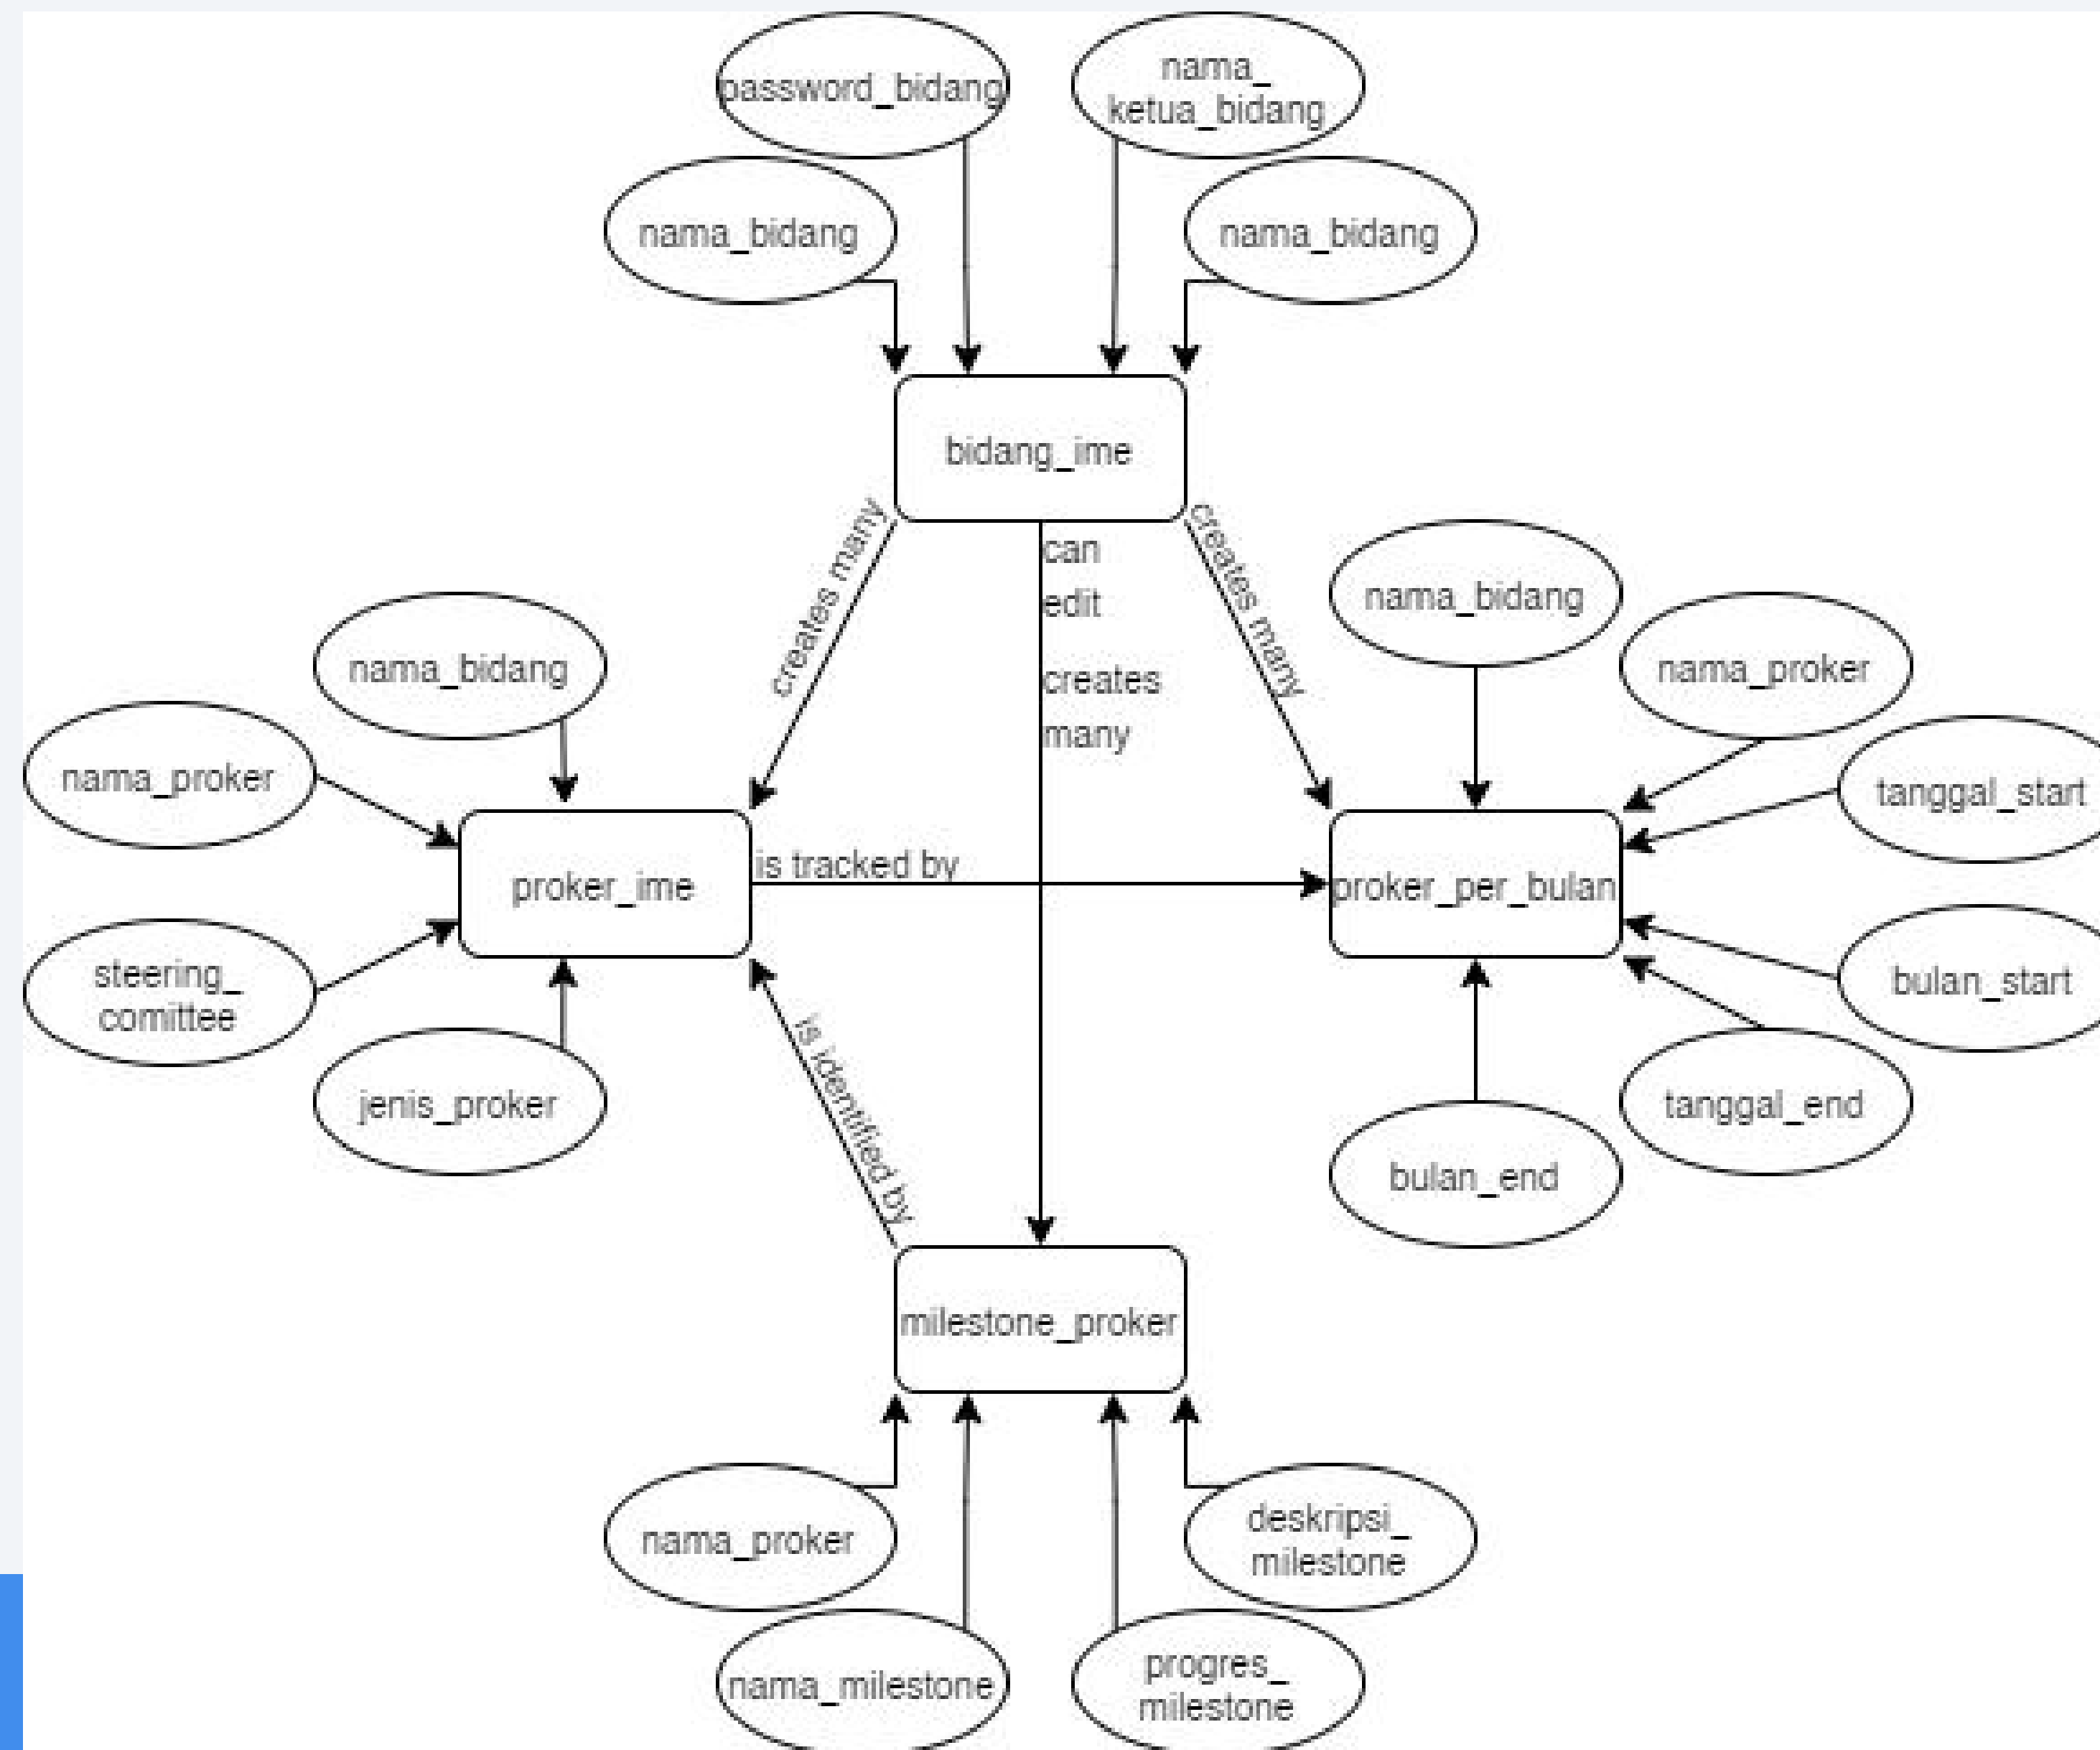 password_bidang
nama_
ketua_bidang
nama_bidang
nama_bidang
bidang_ime
creates many
can
edit
creates
many
creates many
nama_bidang
nama_proker
tanggal_start
nama_bidang
nama_proker
proker_ime
is tracked by
proker_per_bulan
steering_
comittee
jenis_proker
is identified by
bulan_start
tanggal_end
bulan_end
milestone_proker
nama_proker
deskripsi_
milestone
nama_milestone
progres_
milestone